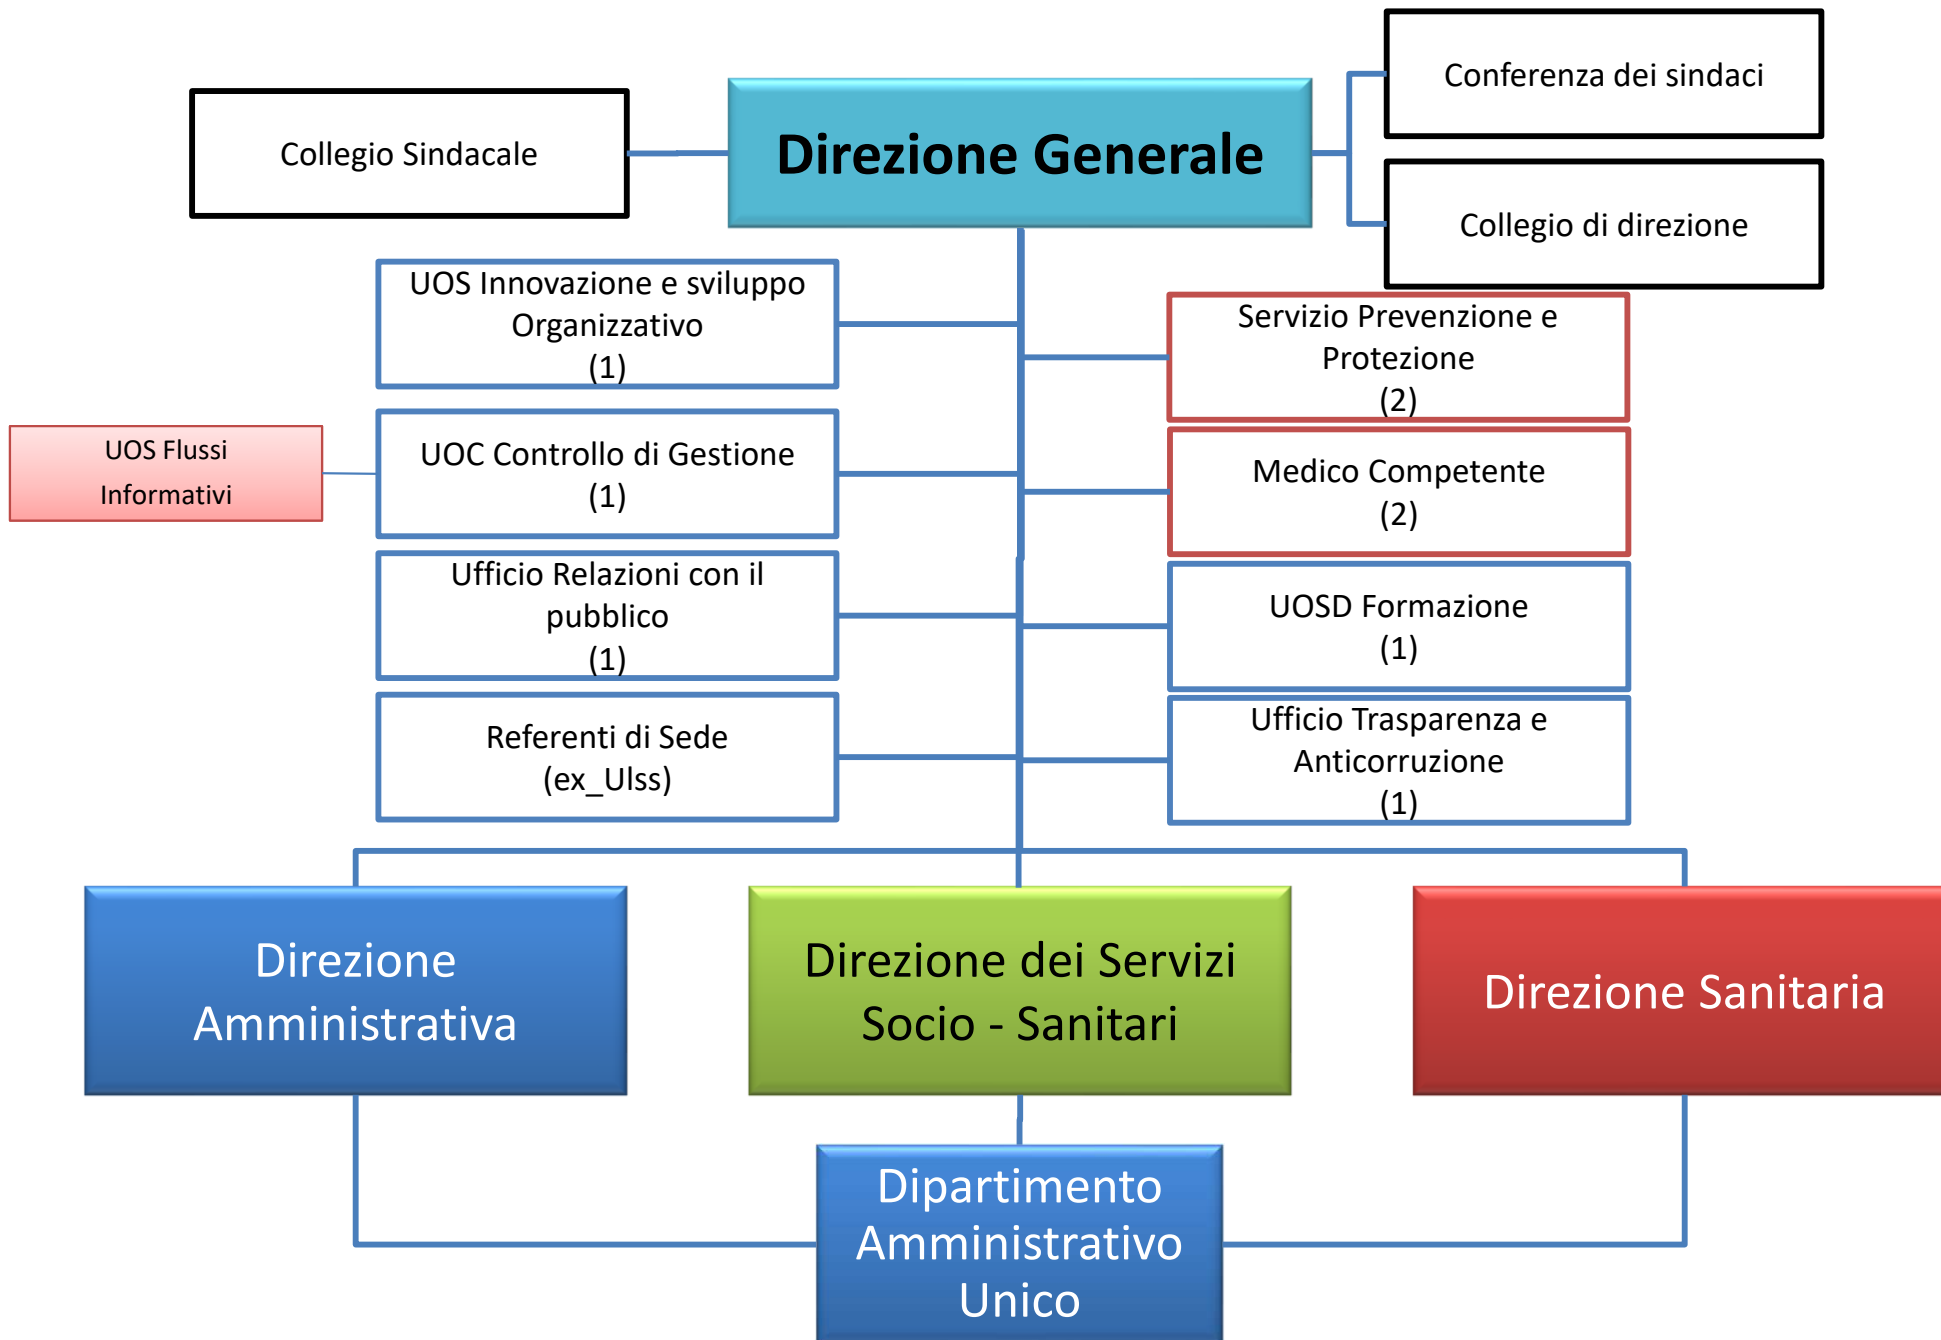 Conferenza dei sindaci
Direzione Generale
Collegio Sindacale
Collegio di direzione
UOS Innovazione e sviluppo
Organizzativo
(1)
Servizio Prevenzione e
Protezione
(2)
UOS Flussi
Informativi
UOC Controllo di Gestione
(1)
Medico Competente
(2)
Ufficio Relazioni con il
pubblico
(1)
UOSD Formazione
(1)
Referenti di Sede
(ex_Ulss)
Ufficio Trasparenza e
Anticorruzione
(1)
Direzione
Amministrativa
Direzione dei Servizi
Socio - Sanitari
Direzione Sanitaria
Dipartimento
Amministrativo
Unico